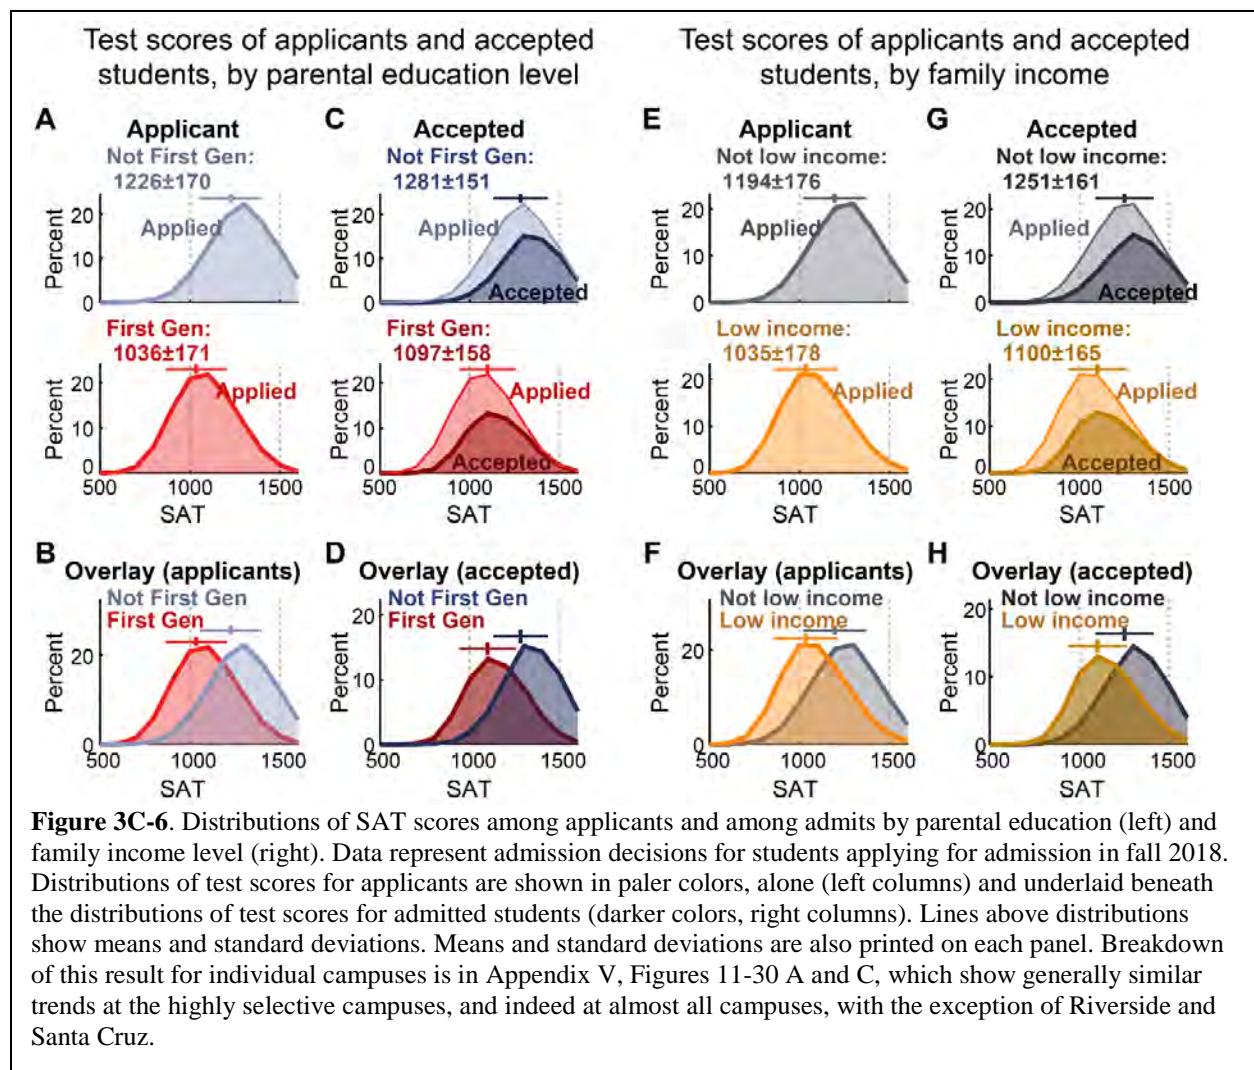 Test scores of applicants and accepted
students, by parental education level
Test scores of applicants and accepted
students, by family income
A
Applicant
Not First Gen:
1226±170
Percent
20
10
0
Applied
First Gen:
1036±171
Percent
20
10
0
Applied
500
1000
1500
SAT
C
Accepted
Not First Gen:
1281±151
Percent
20
10
0
Applied
Accepted
First Gen:
1097±158
Percent
20
10
0
Applied
Accepted
500
1000
1500
SAT
E
Applicant
Not low income:
1194±176
Percent
20
10
0
Applied
Low income:
1035±178
Percent
20
10
0
Applied
500
1000
1500
SAT
G
Accepted
Not low income:
1251±161
Percent
20
10
0
Applied
Accepted
Low income:
1100±165
Percent
20
10
0
Applied
Accepted
500
1000
1500
SAT
B
Overlay (applicants)
Not First Gen
First Gen
Percent
20
0
500
1000
1500
SAT
D
Overlay (accepted)
Not First Gen
First Gen
Percent
20
10
0
500
1000
1500
SAT
F
Overlay (applicants)
Not low income
Low income
Percent
20
0
500
1000
1500
SAT
H
Overlay (accepted)
Not low income
Low income
Percent
20
10
0
500
1000
1500
SAT
Figure 3C-6. Distributions of SAT scores among applicants and among admits by parental education (left) and
family income level (right). Data represent admission decisions for students applying for admission in fall 2018.
Distributions of test scores for applicants are shown in paler colors, alone (left columns) and underlaid beneath
the distributions of test scores for admitted students (darker colors, right columns). Lines above distributions
show means and standard deviations. Means and standard deviations are also printed on each panel. Breakdown
of this result for individual campuses is in Appendix V, Figures 11-30 A and C, which show generally similar
trends at the highly selective campuses, and indeed at almost all campuses, with the exception of Riverside and
Santa Cruz.